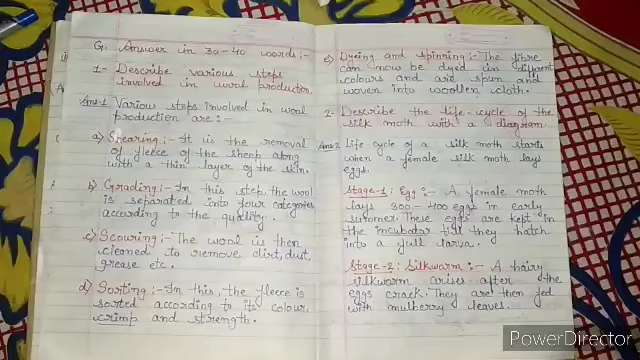 G. Answer in 30-40 words:-
1- Describe various steps
involved in wool production.
Ans-1 Various steps involved in wool
production are:-
a) Shearing:- It is the removal
of fleece of the sheep along
with a thin layer of the skin.
b) Grading:- In this step the wool
is separated into four categories
according to the quality.
c) Scouring:- The wool is then
cleaned to remove dirt, dust,
grease etc.
d) Sorting:- In this, the fleece is
sorted according to its colour,
crimp and strength.
e) Dyeing and spinning:- The fibre
can now be dyed in different
colours and are spun and
woven into woollen cloth.
2- Describe the life-cycle of the
silk moth with a diagram.
Ans-2 Life cycle of a silk moth starts
when a female silk moth lays
eggs.
Stage-1: Egg:- A female moth
lays 300-400 eggs in early
summer. These eggs are kept in
the incubator till they hatch
into a full larva.
Stage-2: Silkworm:- A hairy
silkworm arises after the
eggs crack. They are then fed
with mulberry leaves.
PowerDirector